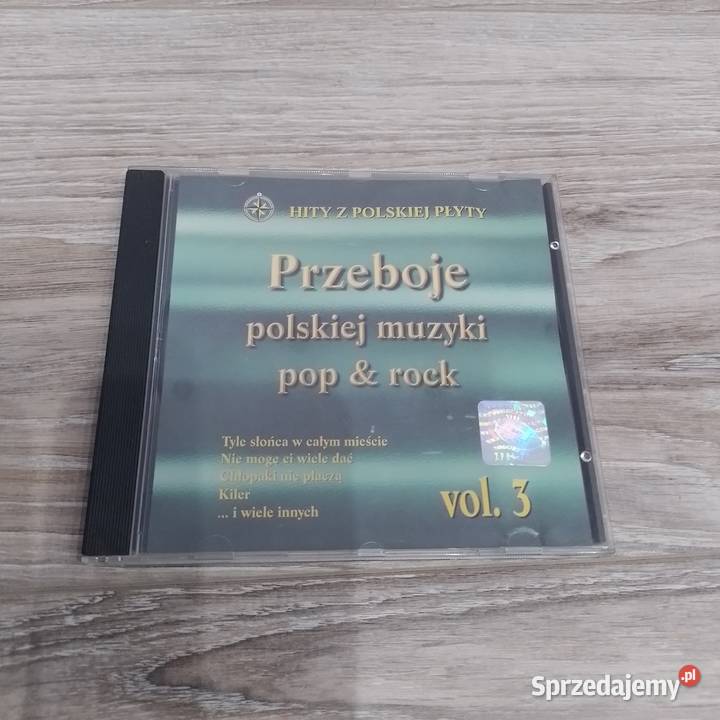 HITY Z POLSKIEJ PŁYTY
Przeboje
polskiej muzyki
pop & rock
Tyle słońca w całym mieście
Nie mogę ci wiele dać
Chłopaki nie płaczą
Kiler
... i wiele innych
vol. 3
Sprzedajemy.pl